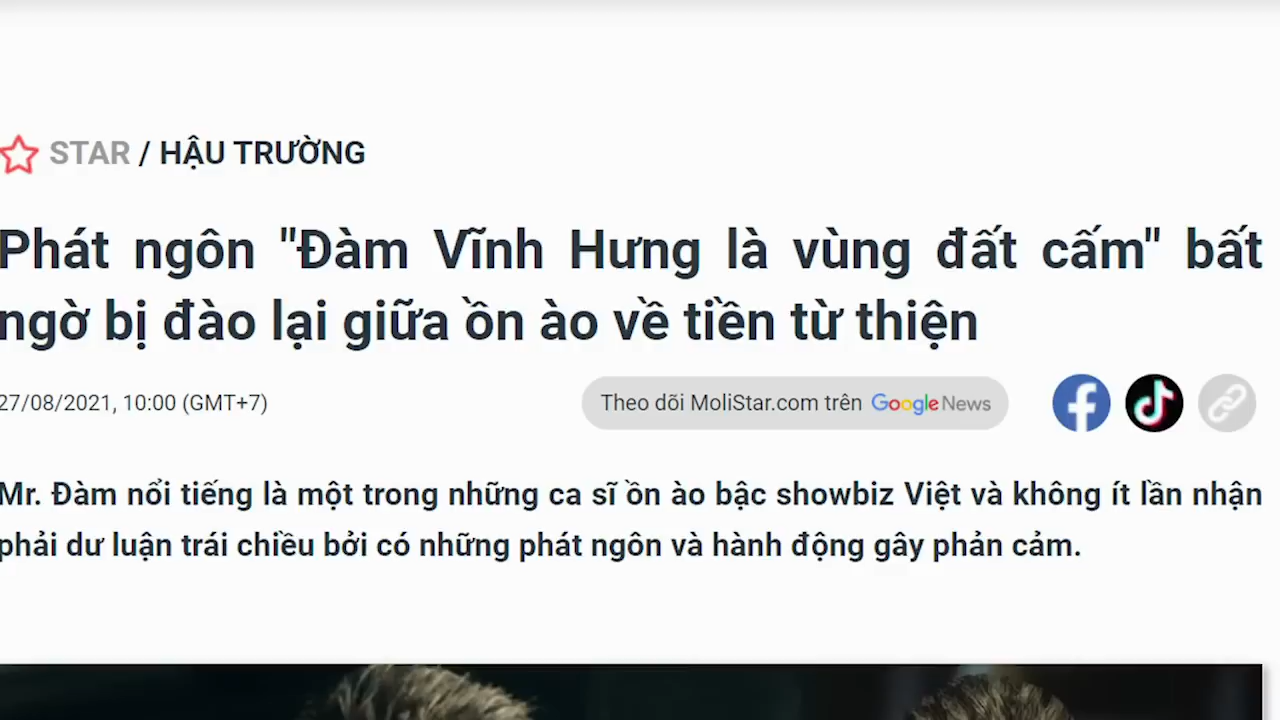 STAR / HẬU TRƯỜNG
Phát ngôn "Đàm Vĩnh Hưng là vùng đất cấm" bất
ngờ bị đào lại giữa ồn ào về tiền từ thiện
27/08/2021, 10:00 (GMT+7)
Theo dõi MoliStar.com trên Google News
Mr. Đàm nổi tiếng là một trong những ca sĩ ồn ào bậc showbiz Việt và không ít lần nhận
phải dư luận trái chiều bởi có những phát ngôn và hành động gây phản cảm.